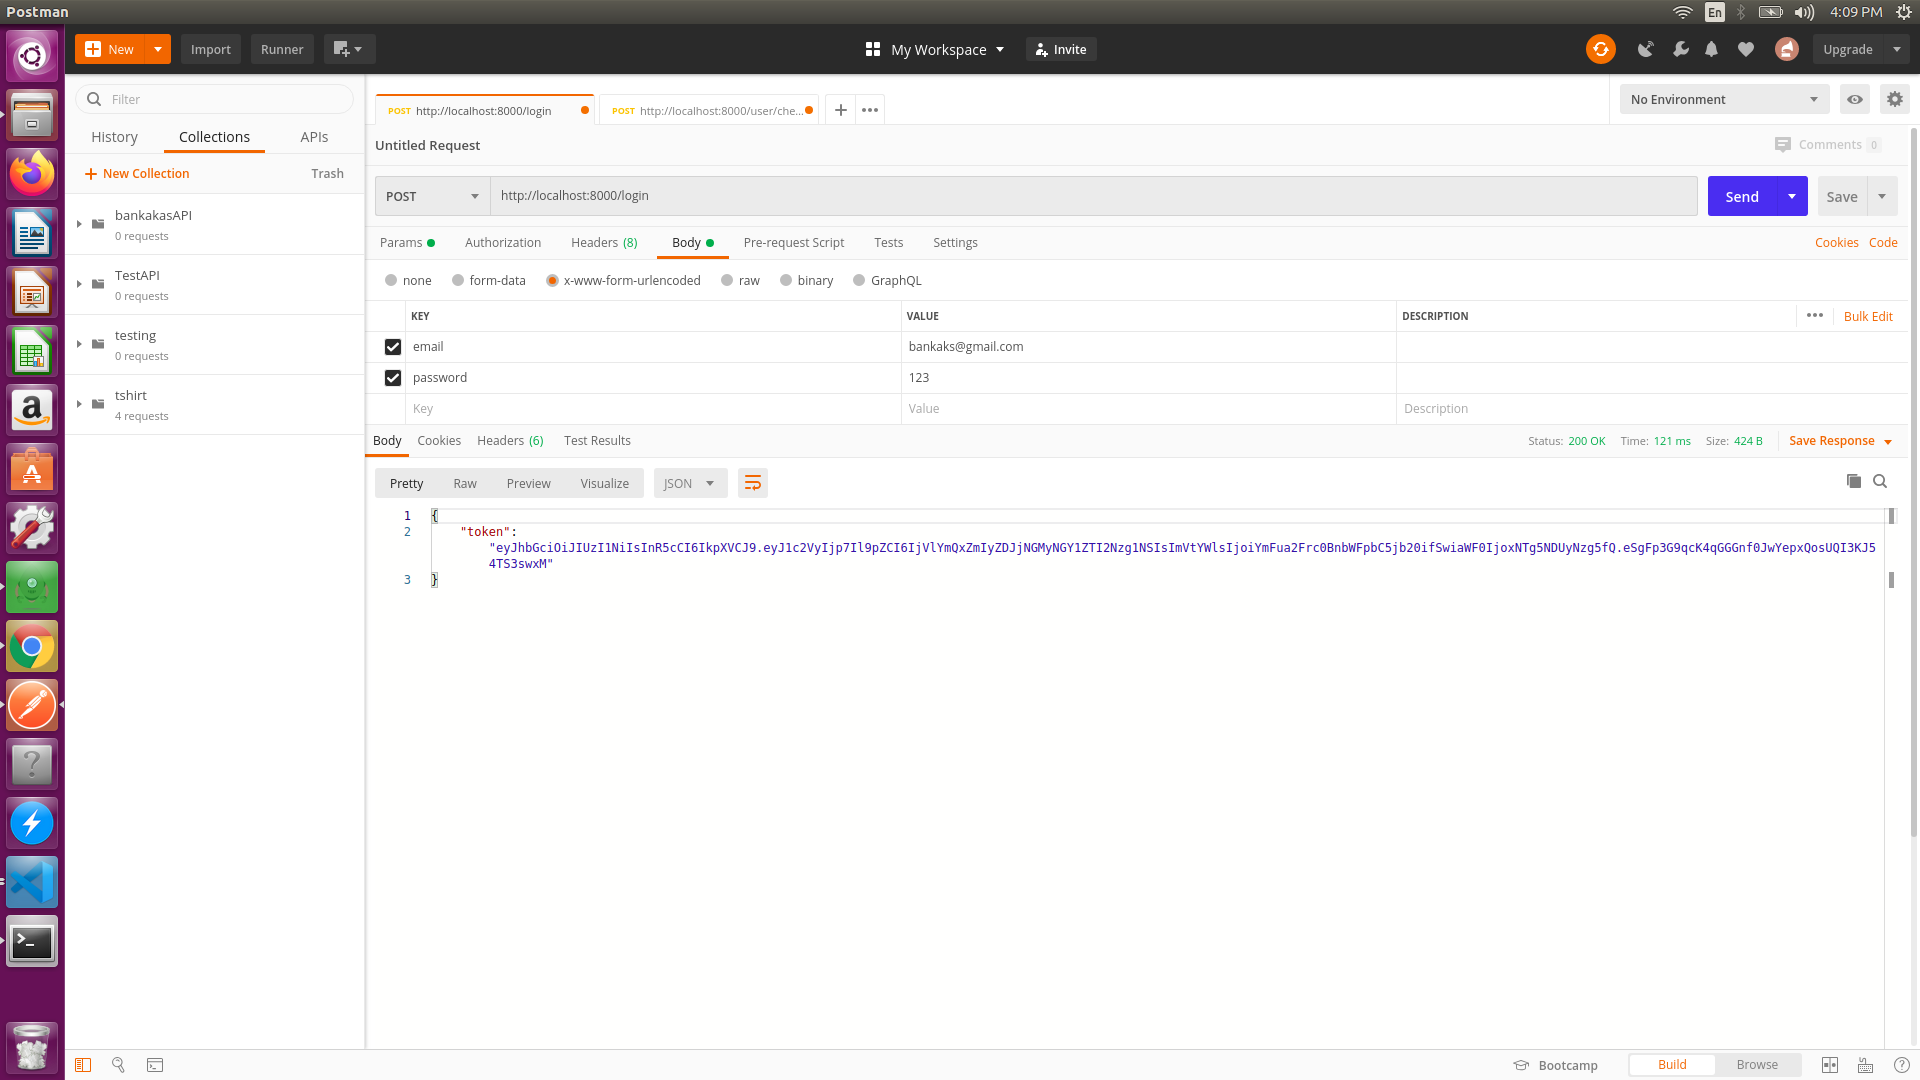 Postman
En
4:09 PM
New
Import
Runner
My Workspace
Invite
Upgrade
Filter
History
Collections
APIs
New Collection
Trash
bankakasAPI
0 requests
TestAPI
0 requests
testing
0 requests
tshirt
4 requests
POST http://localhost:8000/login
POST http://localhost:8000/user/che...
No Environment
Untitled Request
Comments 0
POST
http://localhost:8000/login
Send
Save
Params
Authorization
Headers (8)
Body
Pre-request Script
Tests
Settings
Cookies
Code
none
form-data
x-www-form-urlencoded
raw
binary
GraphQL
KEY
VALUE
DESCRIPTION
Bulk Edit
email
bankaks@gmail.com
password
123
Key
Value
Description
Body
Cookies
Headers (6)
Test Results
Status: 200 OK
Time: 121 ms
Size: 424 B
Save Response
Pretty
Raw
Preview
Visualize
JSON
1 {
2 "token":
"eyJhbGciOiJIUzI1NiIsInR5cCI6IkpXVCJ9.eyJ1c2VyIjp7Il9pZCI6IjVlYmQxZmIyZDJjNGMyNGY1ZTI2Nzg1NSIsImVtYWlsIjoiYmFua2Frc0BnbWFpbC5jb20ifSwiaWF0IjoxNTg5NDUyNzg5fQ.eSgFp3G9qcK4qGGGnf0JwYepxQosUQI3KJ5
4TS3swxM"
3 }
Bootcamp
Build
Browse